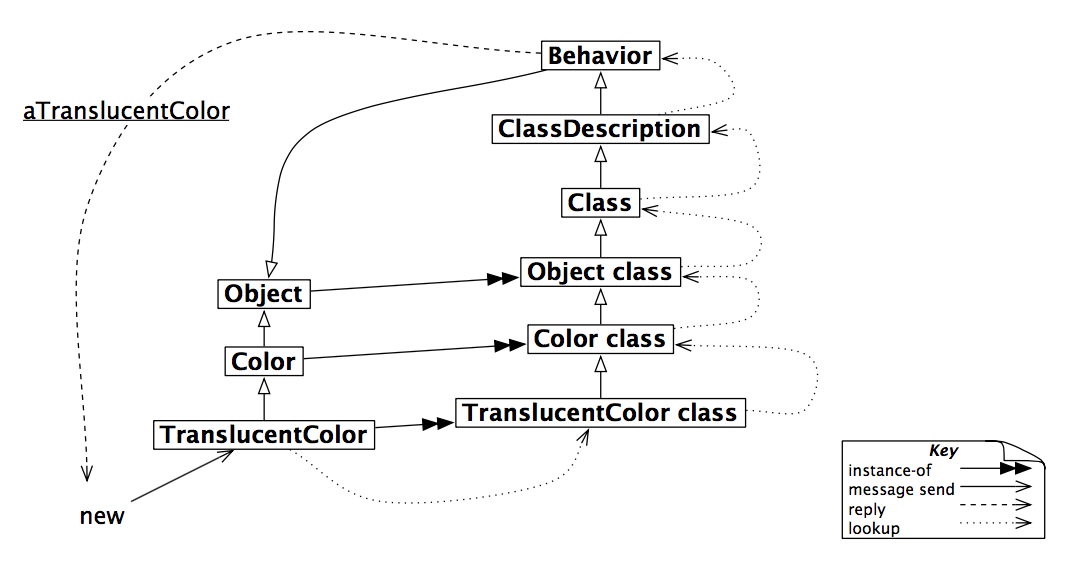 Behavior
aTranslucentColor
ClassDescription
Class
Object class
Object
Color class
Color
TranslucentColor class
TranslucentColor
new
Key
instance-of
message send
reply
lookup